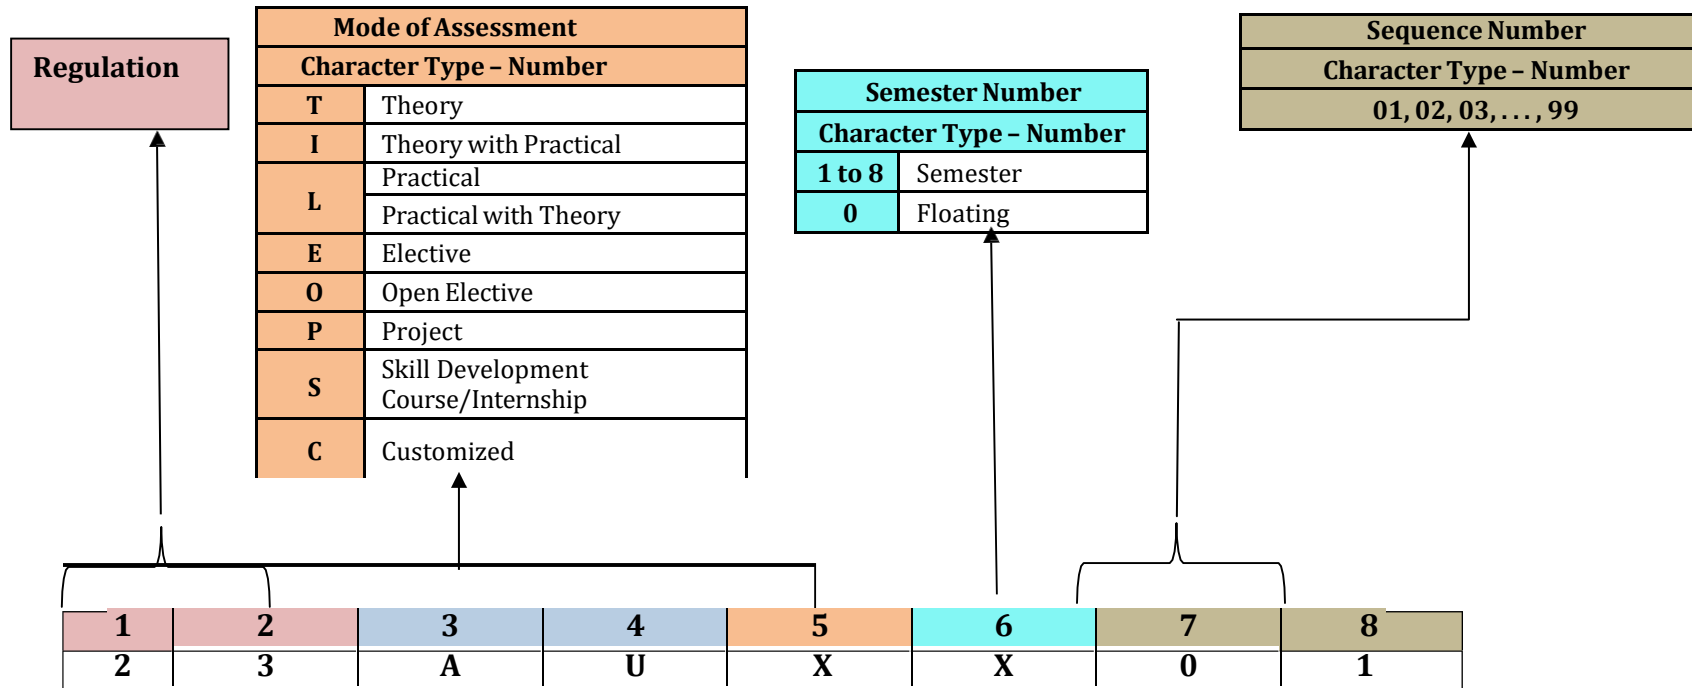 Regulation
Mode of Assessment
Character Type – Number
T Theory
I Theory with Practical
L Practical
Practical with Theory
E Elective
O Open Elective
P Project
S Skill Development
Course/Internship
C Customized
Semester Number
Character Type – Number
1 to 8 Semester
0 Floating
Sequence Number
Character Type – Number
01, 02, 03, . . . , 99
1 2 3 4 5 6 7 8
2 3 A U X X 0 1